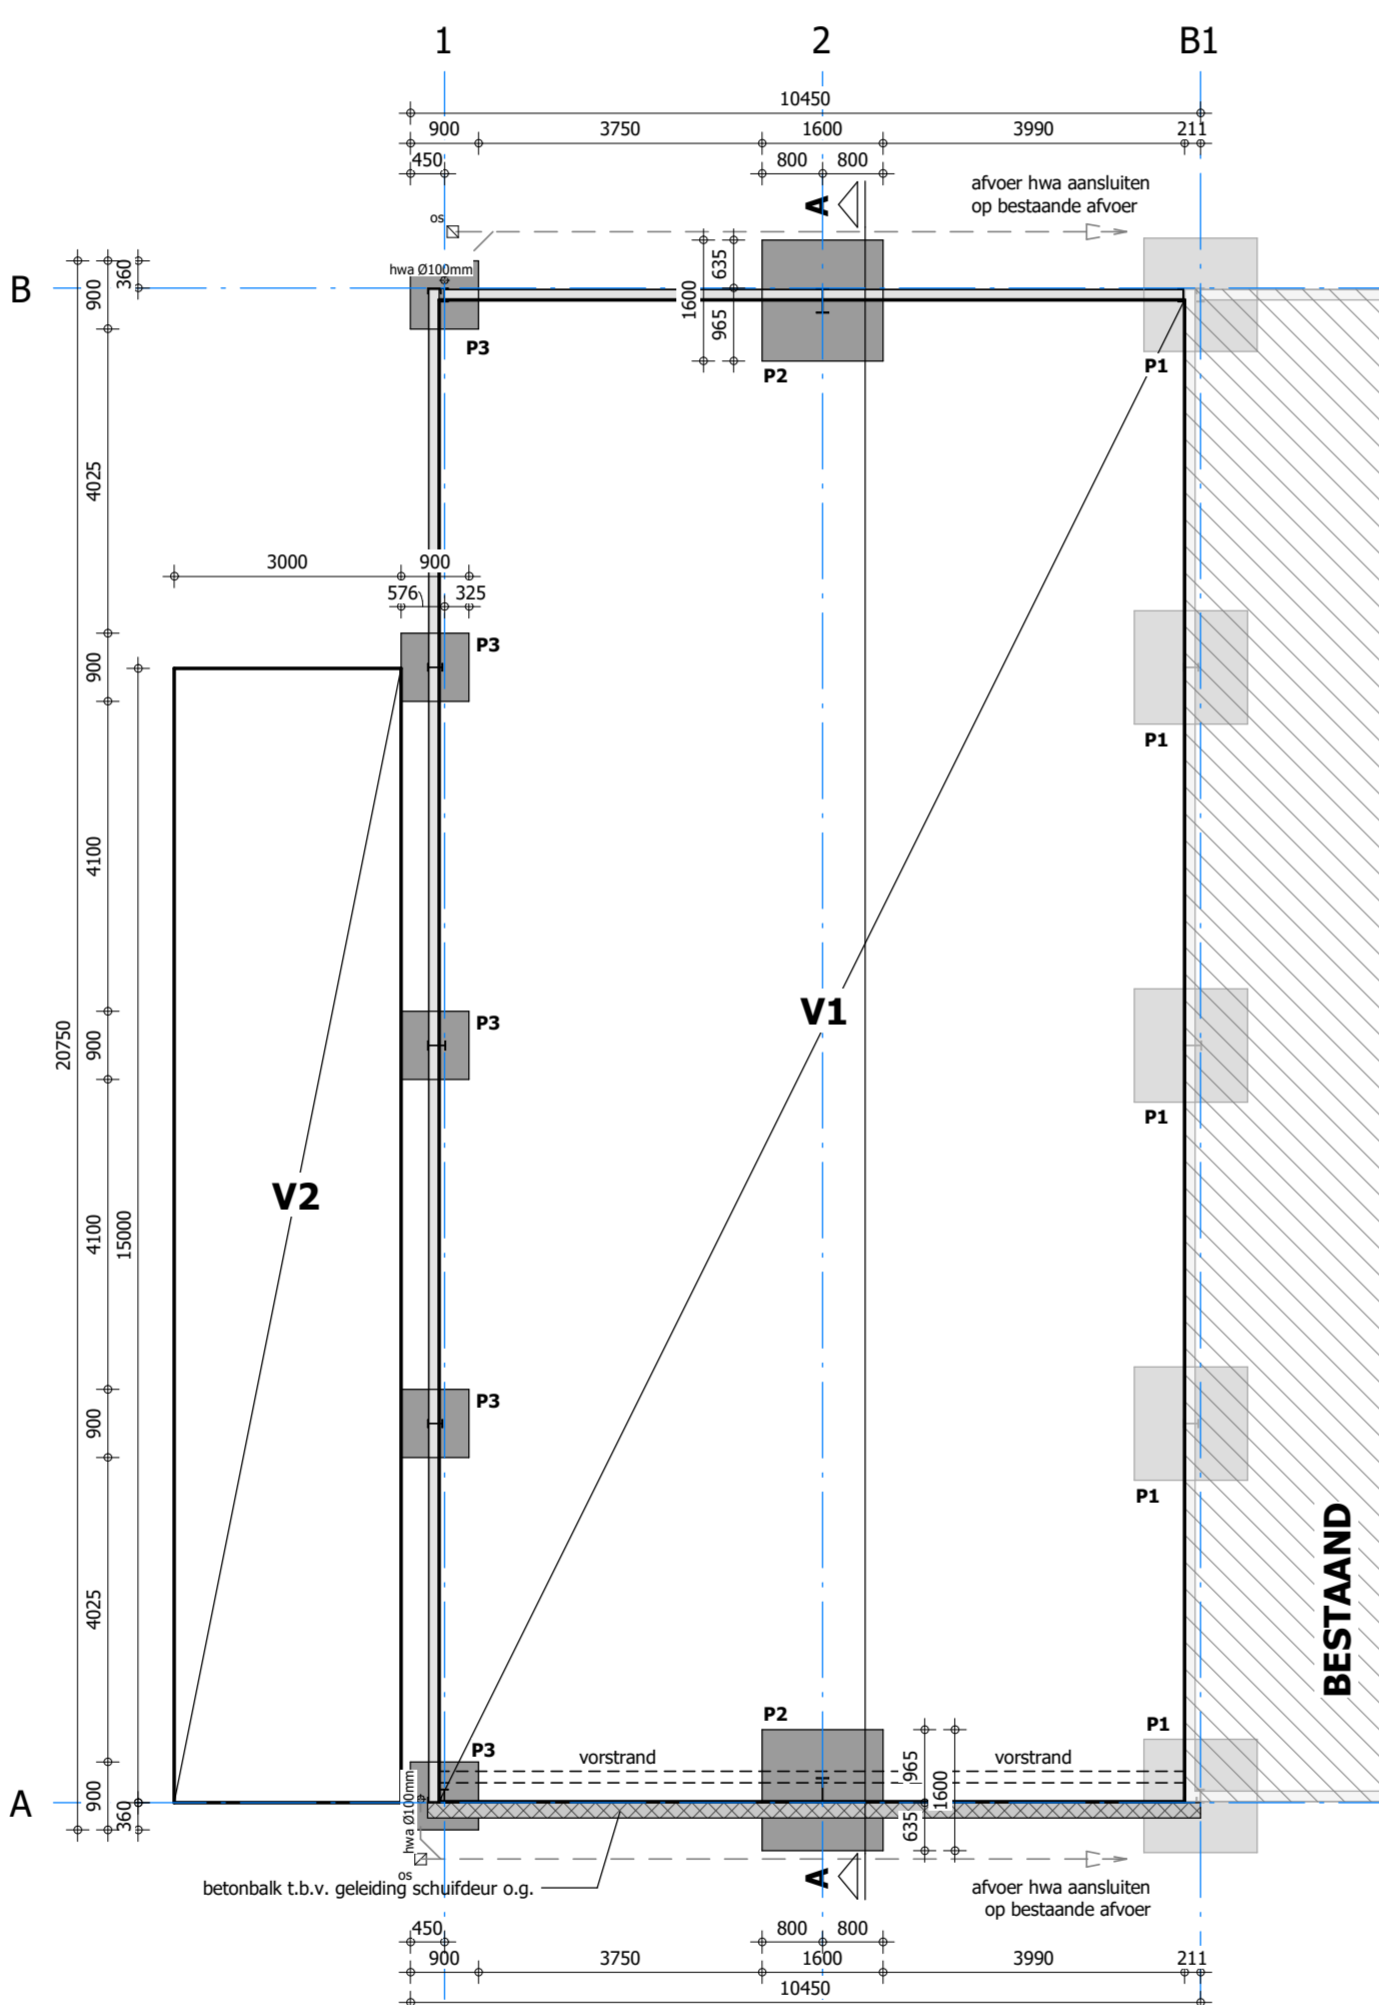 1
2
B1
10450
900
3750
1600
3990
211
450
800
800
A
afvoer hwa aansluiten
op bestaande afvoer
os
hwa Ø100mm
B
360
900
635
1600
965
P3
P2
P1
4025
3000
900
576
325
900
P3
P1
4100
V1
P3
P1
20750
900
V2
4100
15000
900
P3
P1
BESTAAND
4025
P2
P1
P3
vorstrand
vorstrand
965
1600
635
A
900
360
hwa Ø100mm
os
betonbalk t.b.v. geleiding schuifdeur o.g.
A
afvoer hwa aansluiten
op bestaande afvoer
450
800
800
900
3750
1600
3990
211
10450